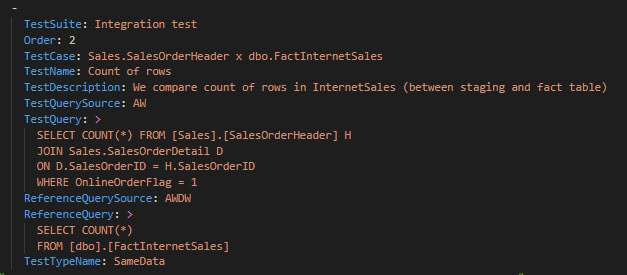 -
TestSuite: Integration test
Order: 2
TestCase: Sales.SalesOrderHeader x dbo.FactInternetSales
TestName: Count of rows
TestDescription: We compare count of rows in InternetSales (between staging and fact table)
TestQuerySource: AW
TestQuery: >
SELECT COUNT(*) FROM [Sales].[SalesOrderHeader] H
JOIN Sales.SalesOrderDetail D
ON D.SalesOrderID = H.SalesOrderID
WHERE OnlineOrderFlag = 1
ReferenceQuerySource: AWDW
ReferenceQuery: >
SELECT COUNT(*)
FROM [dbo].[FactInternetSales]
TestTypeName: SameData